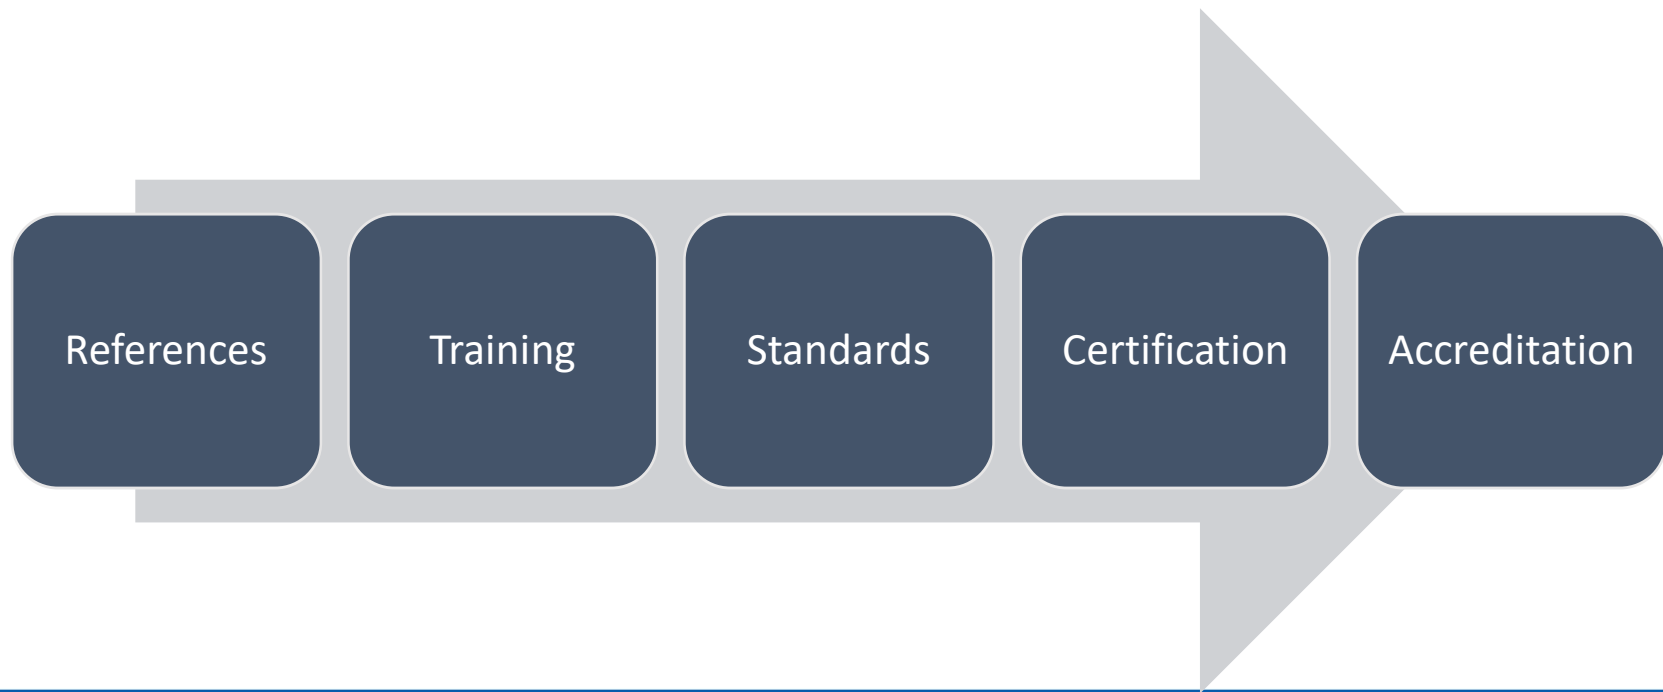 References
Training
Standards
Certification
Accreditation